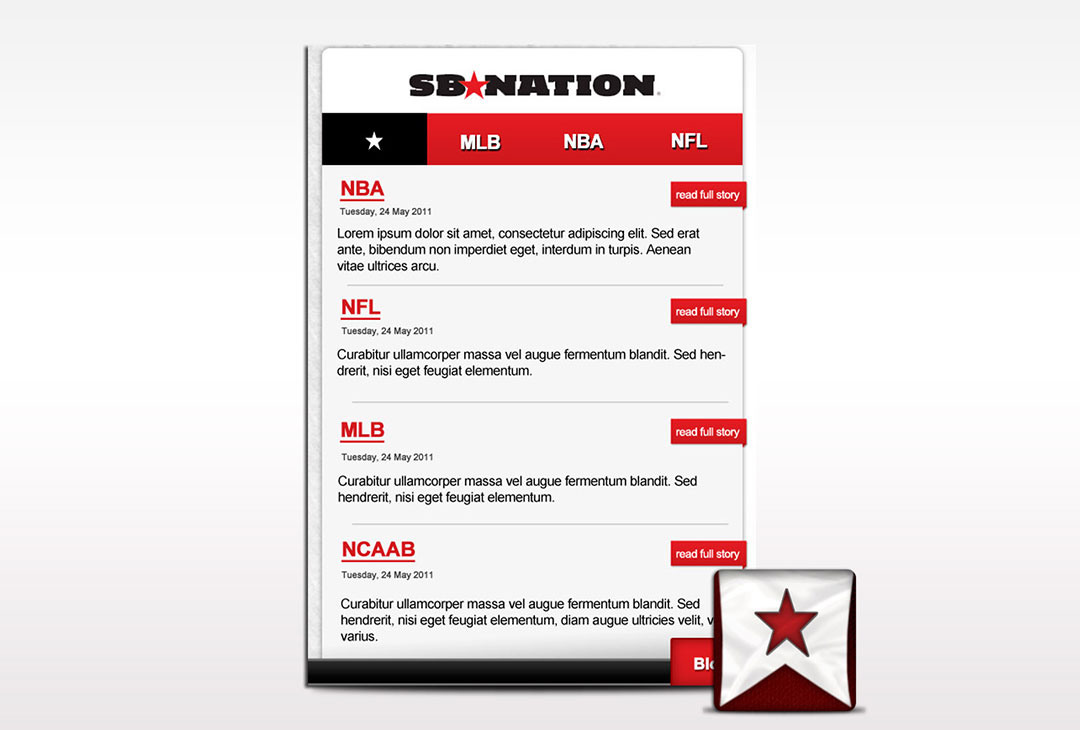 SB★NATION
★ MLB NBA NFL
NBA
read full story
Tuesday, 24 May 2011
Lorem ipsum dolor sit amet, consectetur adipiscing elit. Sed erat
ante, bibendum non imperdiet eget, interdum in turpis. Aenean
vitae ultrices arcu.
NFL
read full story
Tuesday, 24 May 2011
Curabitur ullamcorper massa vel augue fermentum blandit. Sed hen-
drerit, nisi eget feugiat elementum.
MLB
read full story
Tuesday, 24 May 2011
Curabitur ullamcorper massa vel augue fermentum blandit. Sed
hendrerit, nisi eget feugiat elementum.
NCAAB
read full story
Tuesday, 24 May 2011
Curabitur ullamcorper massa vel augue fermentum blandit. Sed
hendrerit, nisi eget feugiat elementum, diam augue ultricies velit,
varius.